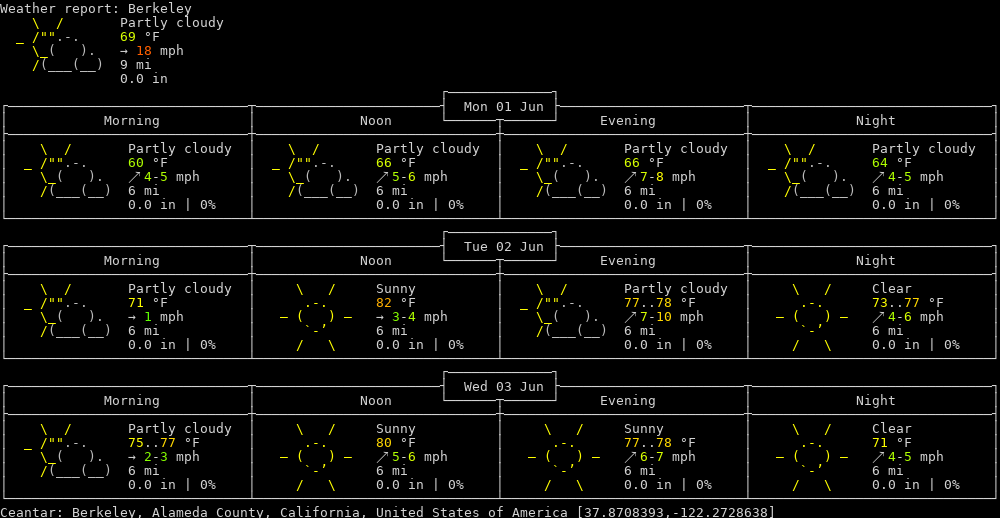 Weather report: Berkeley
Partly cloudy
69 °F
→ 18 mph
9 mi
0.0 in
Mon 01 Jun
Morning Noon Evening Night
Partly cloudy Partly cloudy Partly cloudy Partly cloudy
60 °F 66 °F 66 °F 64 °F
↗ 4-5 mph ↗ 5-6 mph ↗ 7-8 mph ↗ 4-5 mph
6 mi 6 mi 6 mi 6 mi
0.0 in | 0% 0.0 in | 0% 0.0 in | 0% 0.0 in | 0%
Tue 02 Jun
Morning Noon Evening Night
Partly cloudy Sunny Partly cloudy Clear
71 °F 82 °F 77..78 °F 73..77 °F
→ 1 mph → 3-4 mph ↗ 7-10 mph ↗ 4-6 mph
6 mi 6 mi 6 mi 6 mi
0.0 in | 0% 0.0 in | 0% 0.0 in | 0% 0.0 in | 0%
Wed 03 Jun
Morning Noon Evening Night
Partly cloudy Sunny Sunny Clear
75..77 °F 80 °F 77..78 °F 71 °F
→ 2-3 mph ↗ 5-6 mph ↗ 6-7 mph ↗ 4-5 mph
6 mi 6 mi 6 mi 6 mi
0.0 in | 0% 0.0 in | 0% 0.0 in | 0% 0.0 in | 0%
Ceantar: Berkeley, Alameda County, California, United States of America [37.8708393,-122.2728638]